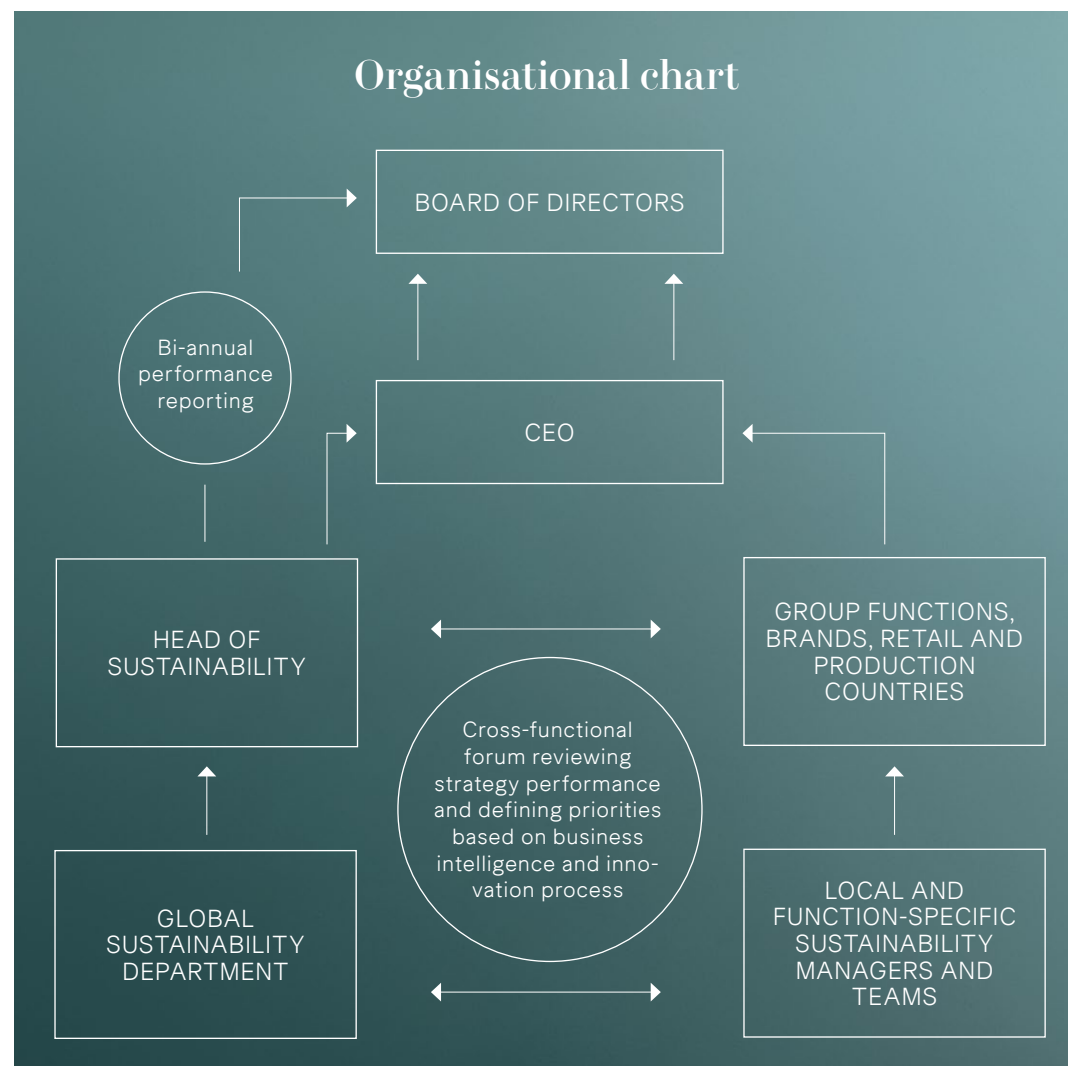 Organisational chart
BOARD OF DIRECTORS
Bi-annual
performance
reporting
CEO
HEAD OF
SUSTAINABILITY
GROUP FUNCTIONS,
BRANDS, RETAIL AND
PRODUCTION
COUNTRIES
Cross-functional
forum reviewing
strategy performance
and defining priorities
based on business
intelligence and inno-
vation process
GLOBAL
SUSTAINABILITY
DEPARTMENT
LOCAL AND
FUNCTION-SPECIFIC
SUSTAINABILITY
MANAGERS AND
TEAMS